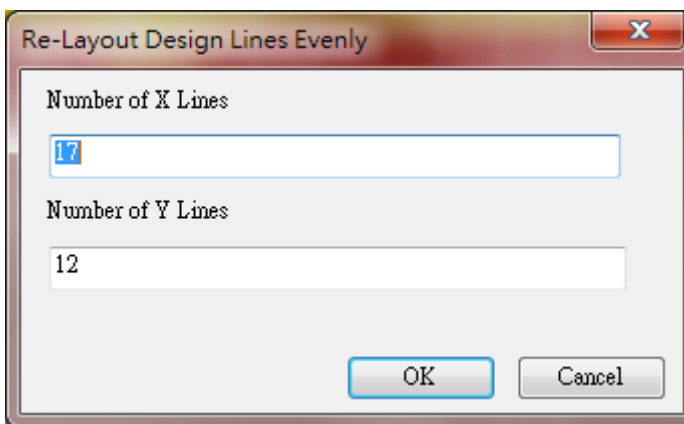 Re-Layout Design Lines Evenly
Number of X Lines
17
Number of Y Lines
12
OK
Cancel